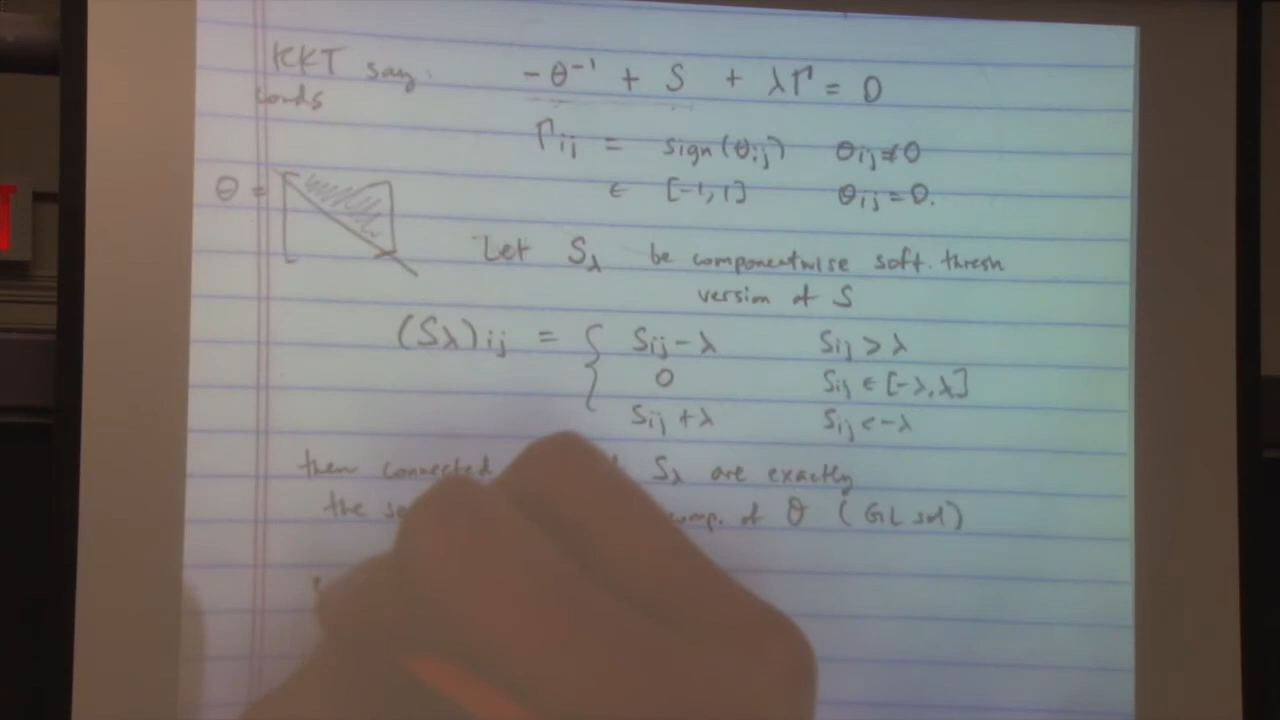 KKT say: -θ⁻¹ + S + λΓ = 0
conds
Γij = sign(θij) θij≠0
∈ [-1,1] θij=0.
θ =
Let Sλ be componentwise soft.thresh
version of S
(Sλ)ij = { Sij-λ Sij > λ
0 Sij ∈ [-λ,λ]
Sij+λ Sij<-λ
then connected Sλ are exactly
the comp. of θ (GL sol)
T